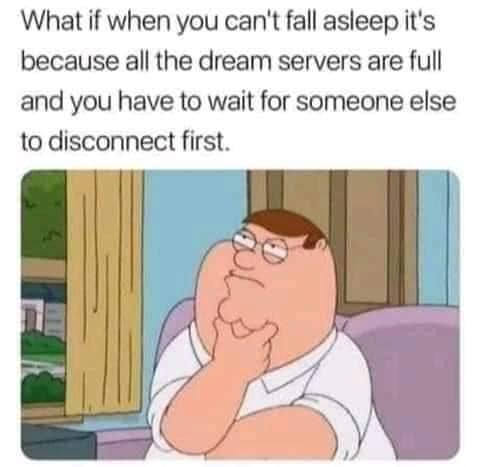 What if when you can't fall asleep it's
because all the dream servers are full
and you have to wait for someone else
to disconnect first.